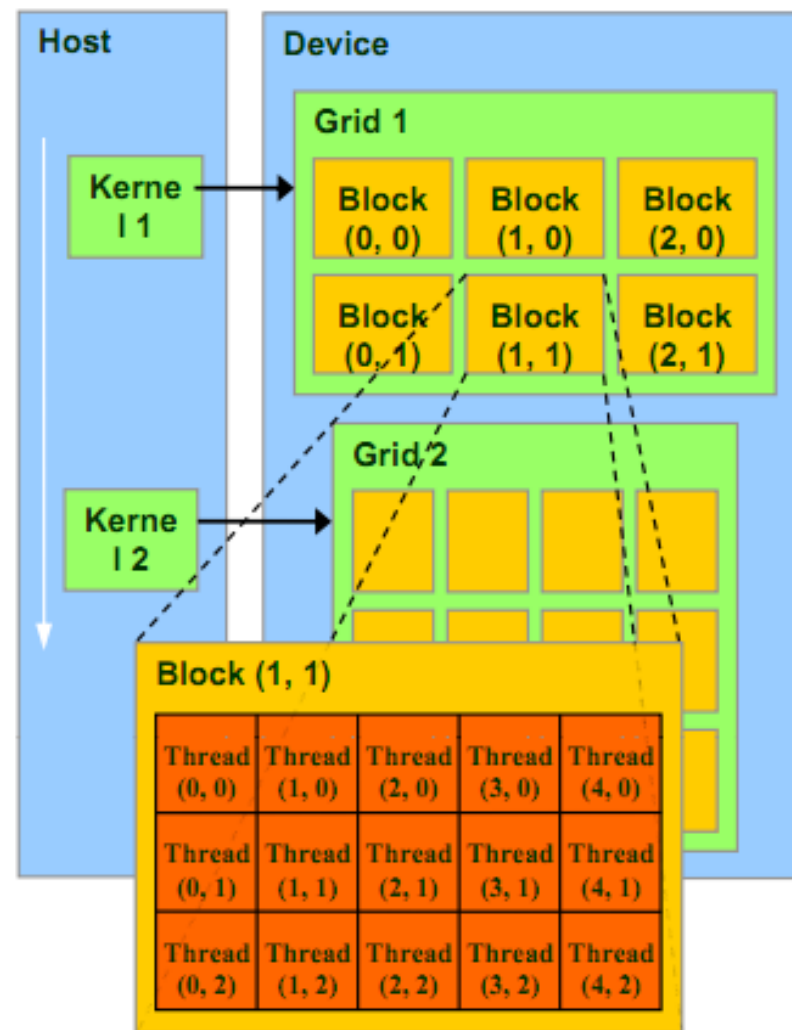 Host
Device
Grid 1
Kerne
l 1
Block
(0, 0)
Block
(1, 0)
Block
(2, 0)
Block
(0, 1)
Block
(1, 1)
Block
(2, 1)
Grid 2
Kerne
l 2
Block (1, 1)
Thread
(0, 0)
Thread
(1, 0)
Thread
(2, 0)
Thread
(3, 0)
Thread
(4, 0)
Thread
(0, 1)
Thread
(1, 1)
Thread
(2, 1)
Thread
(3, 1)
Thread
(4, 1)
Thread
(0, 2)
Thread
(1, 2)
Thread
(2, 2)
Thread
(3, 2)
Thread
(4, 2)